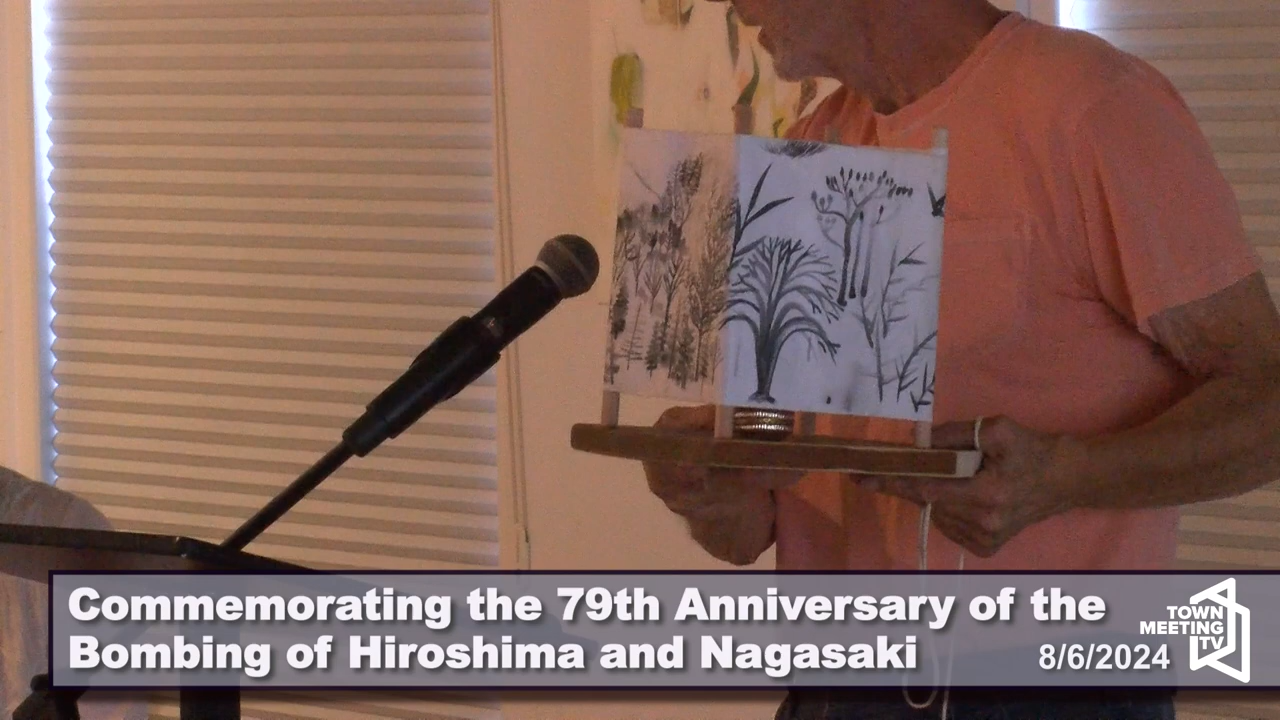 Commemorating the 79th Anniversary of the
Bombing of Hiroshima and Nagasaki
8/6/2024
TOWN
MEETING
TV